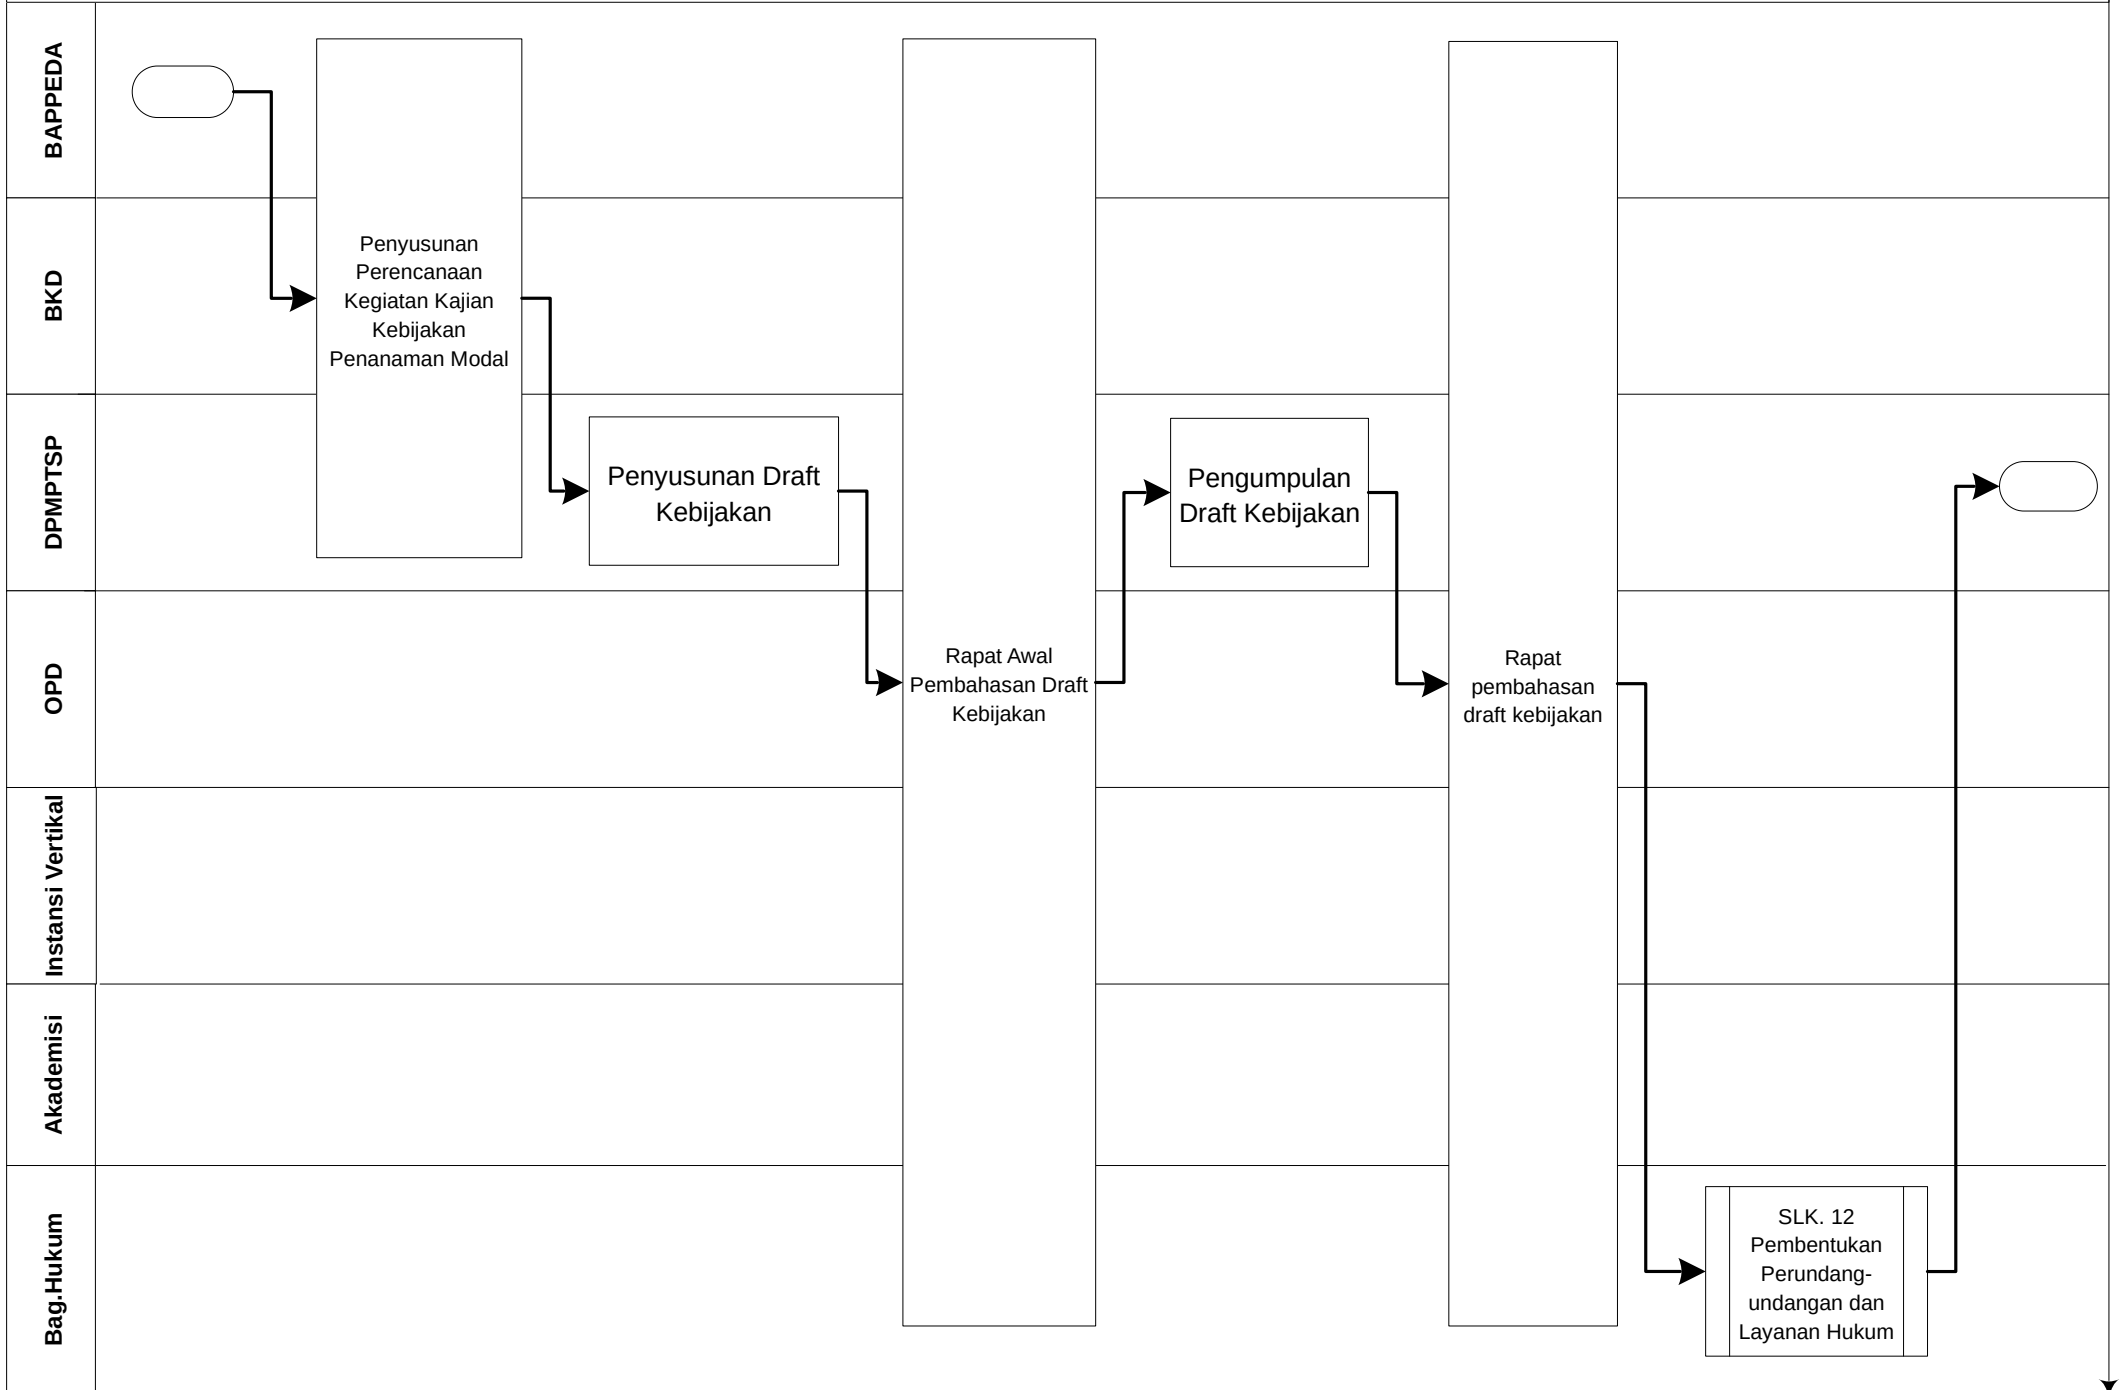 BAPPEDA
BKD
DPMPTSP
OPD
Instansi Vertikal
Akademisi
Bag.Hukum
Penyusunan
Perencanaan
Kegiatan Kajian
Kebijakan
Penanaman Modal
Penyusunan Draft
Kebijakan
Rapat Awal
Pembahasan Draft
Kebijakan
Pengumpulan
Draft Kebijakan
Rapat
pembahasan
draft kebijakan
SLK. 12
Pembentukan
Perundang-
undangan dan
Layanan Hukum